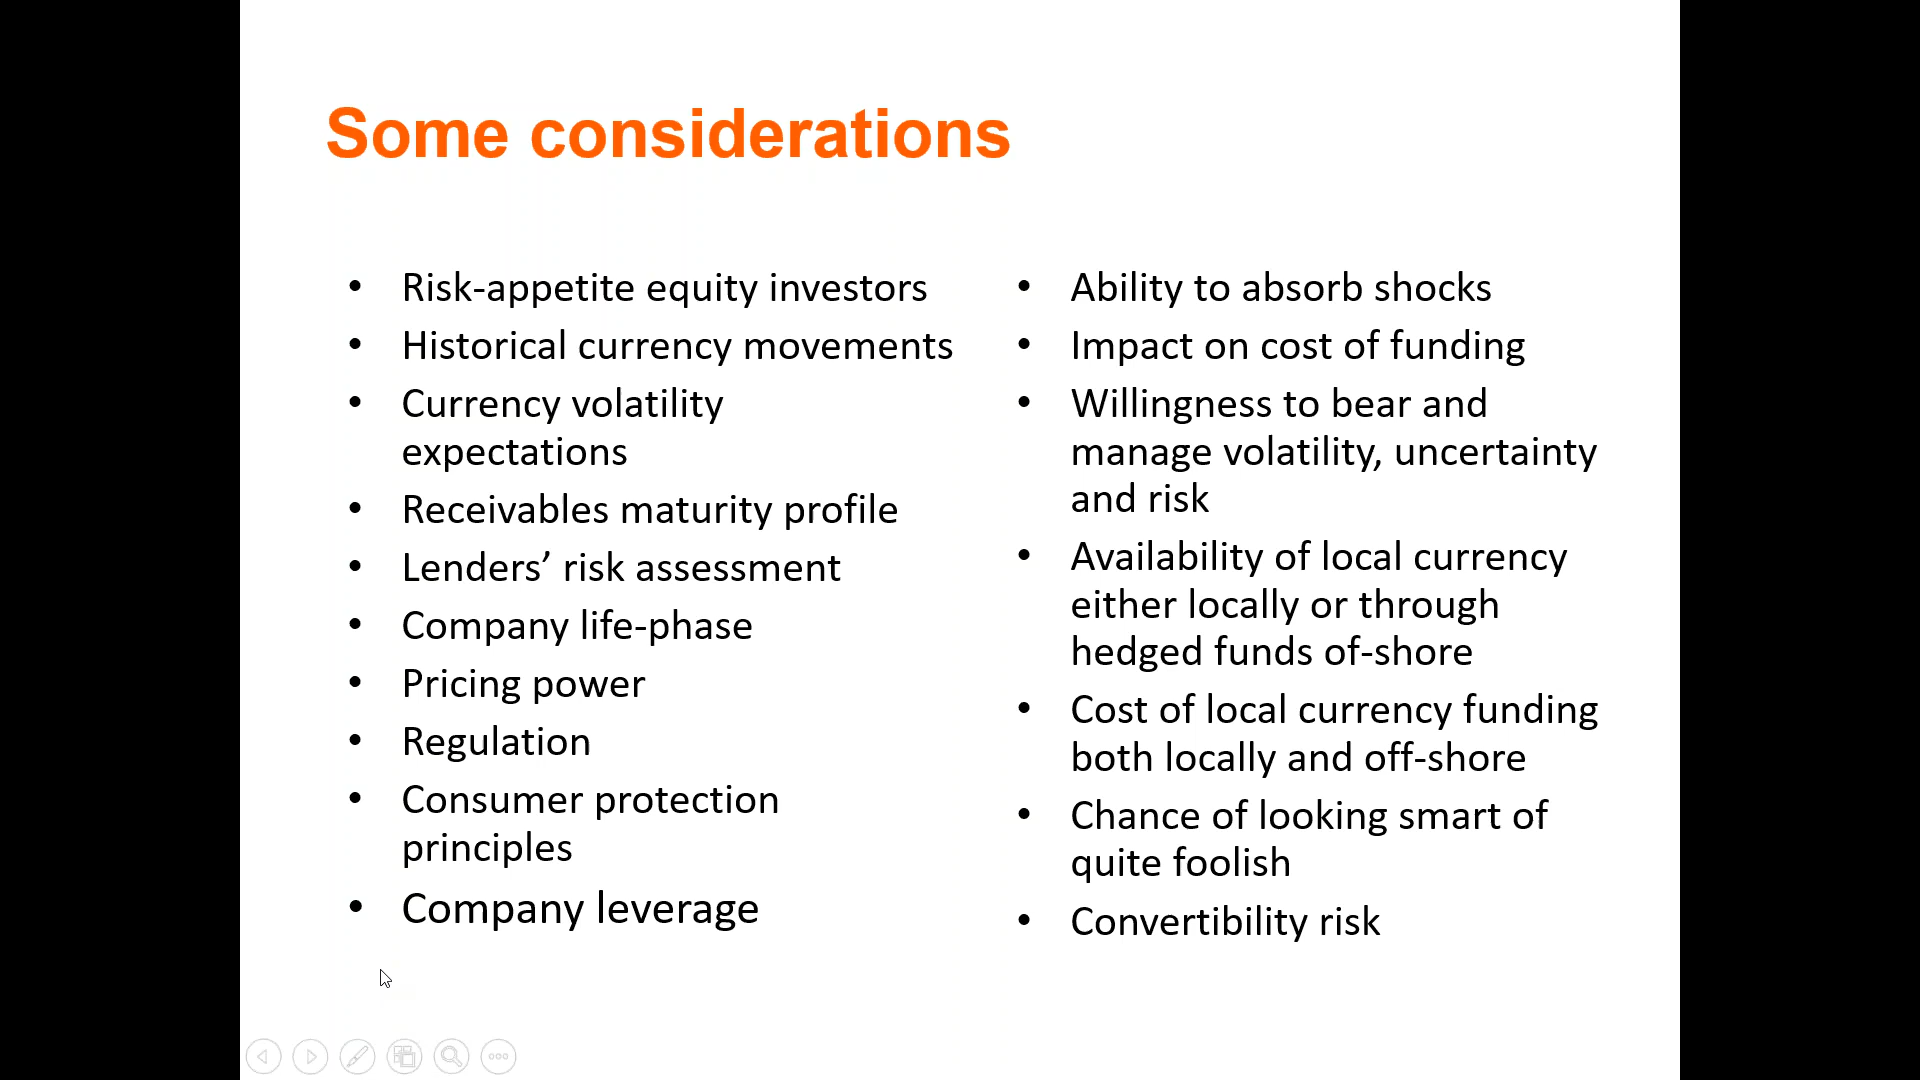 Some considerations
• Risk-appetite equity investors
• Historical currency movements
• Currency volatility
expectations
• Receivables maturity profile
• Lenders’ risk assessment
• Company life-phase
• Pricing power
• Regulation
• Consumer protection
principles
• Company leverage
• Ability to absorb shocks
• Impact on cost of funding
• Willingness to bear and
manage volatility, uncertainty
and risk
• Availability of local currency
either locally or through
hedged funds of-shore
• Cost of local currency funding
both locally and off-shore
• Chance of looking smart of
quite foolish
• Convertibility risk